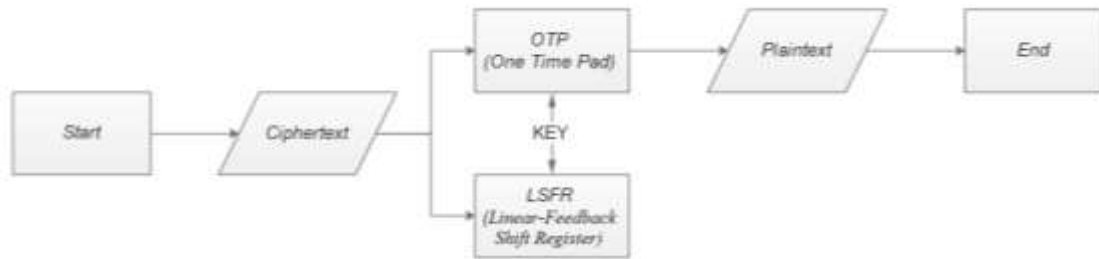 Start
Ciphertext
OTP
(One Time Pad)
KEY
LSFR
(Linear-Feedback
Shift Register)
Plaintext
End